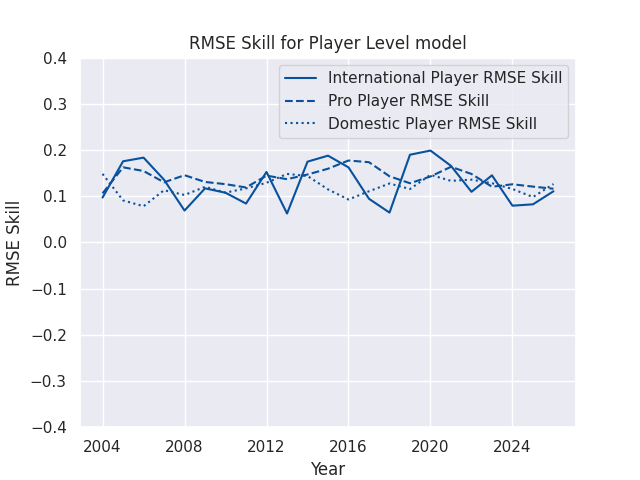 RMSE Skill for Player Level model
International Player RMSE Skill
Pro Player RMSE Skill
Domestic Player RMSE Skill
RMSE Skill
0.4
0.3
0.2
0.1
0.0
−0.1
−0.2
−0.3
−0.4
2004 2008 2012 2016 2020 2024
Year